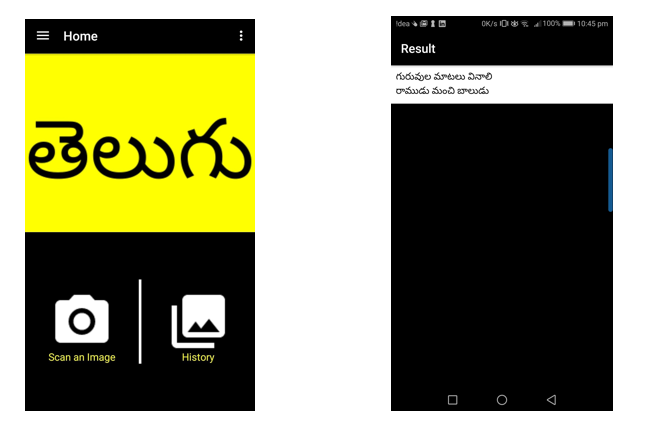 Home
తెలుగు
Scan an Image
History
!dea 0K/s 100% 10:45 pm
Result
గురువుల మాటలు వినాలి
రాముడు మంచి బాలుడు